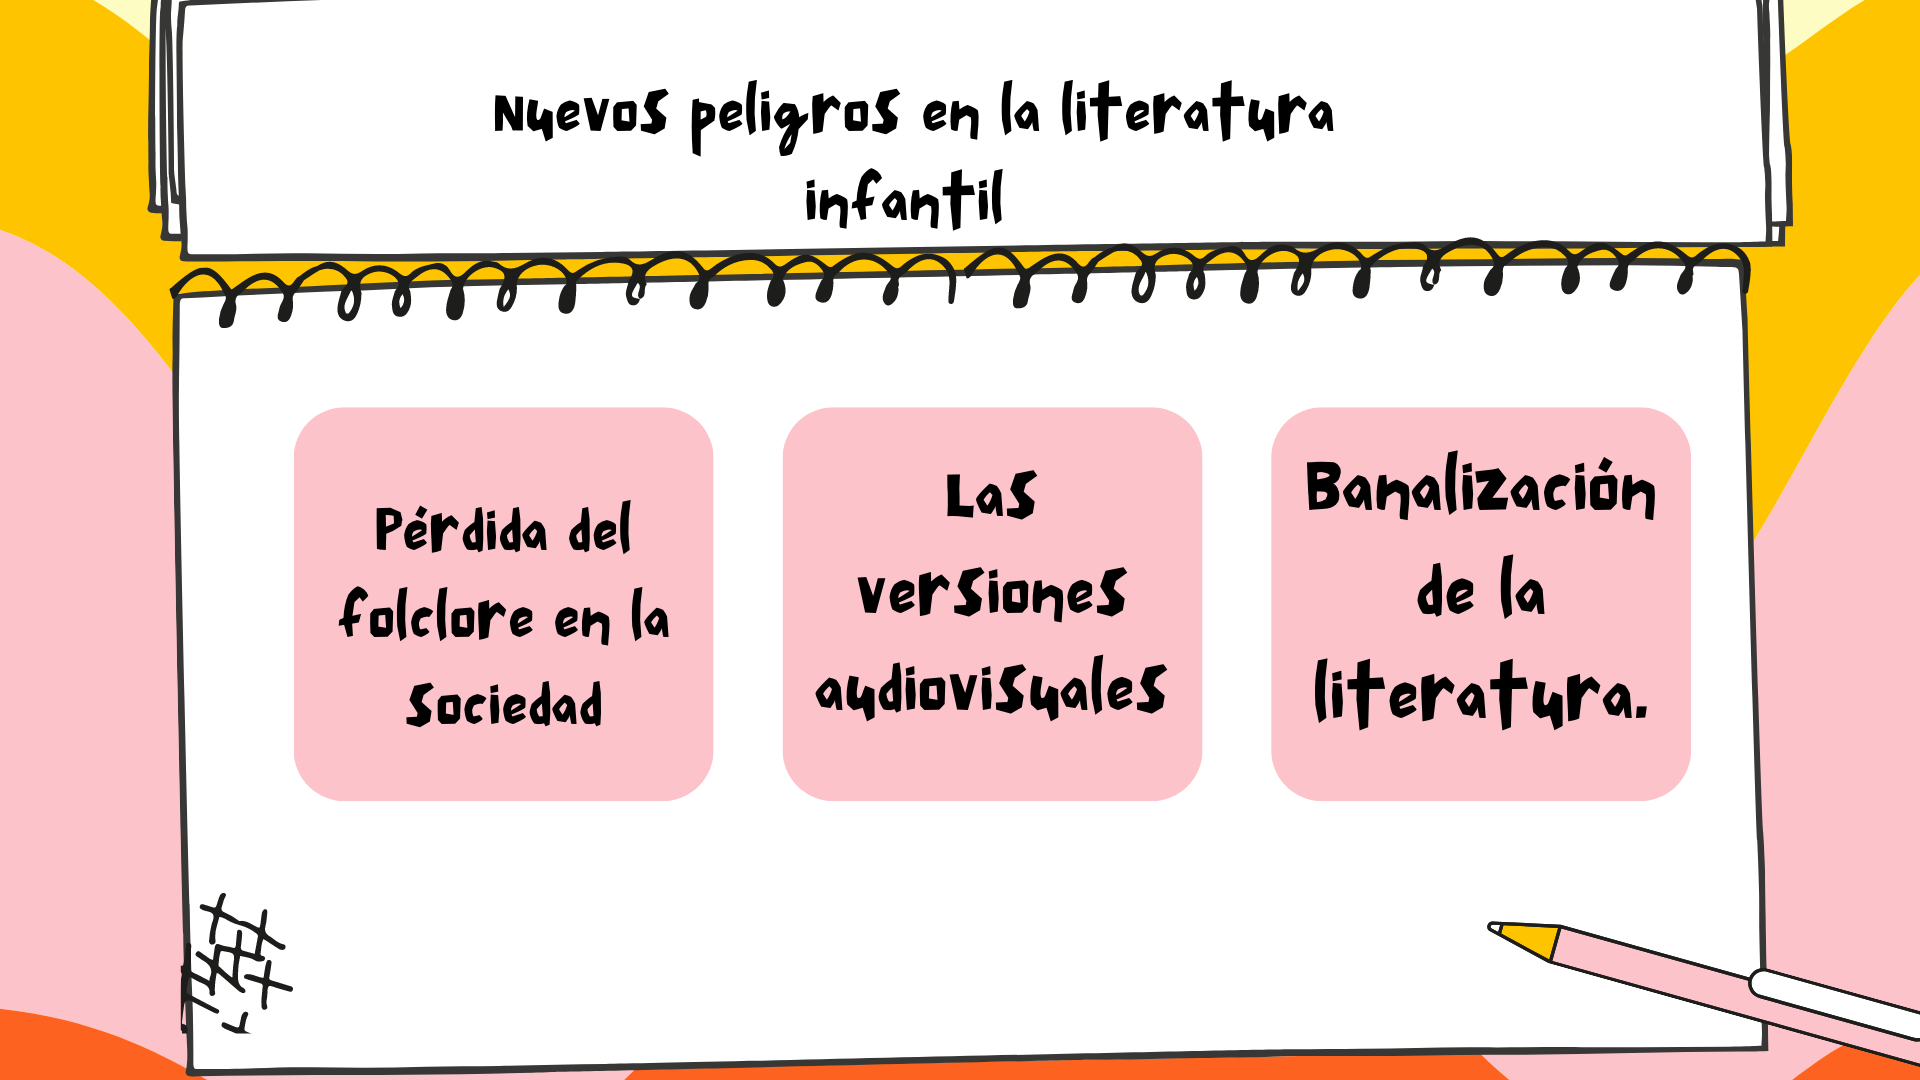 Nuevos peligros en la literatura
infantil
Pérdida del
folclore en la
sociedad
Las
versiones
audiovisuales
Banalización
de la
literatura.